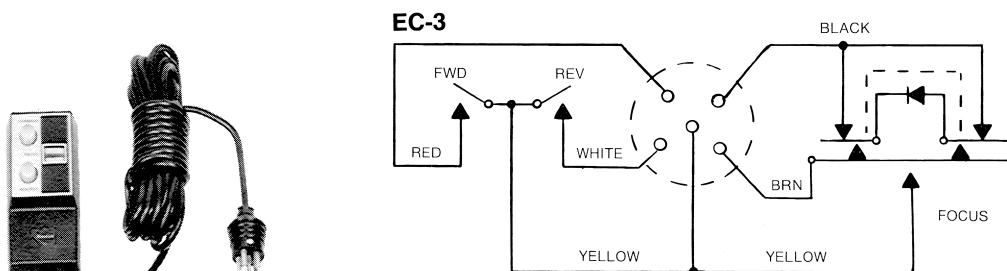 EC-3
BLACK
FWD
REV
RED
WHITE
BRN
FOCUS
YELLOW
YELLOW